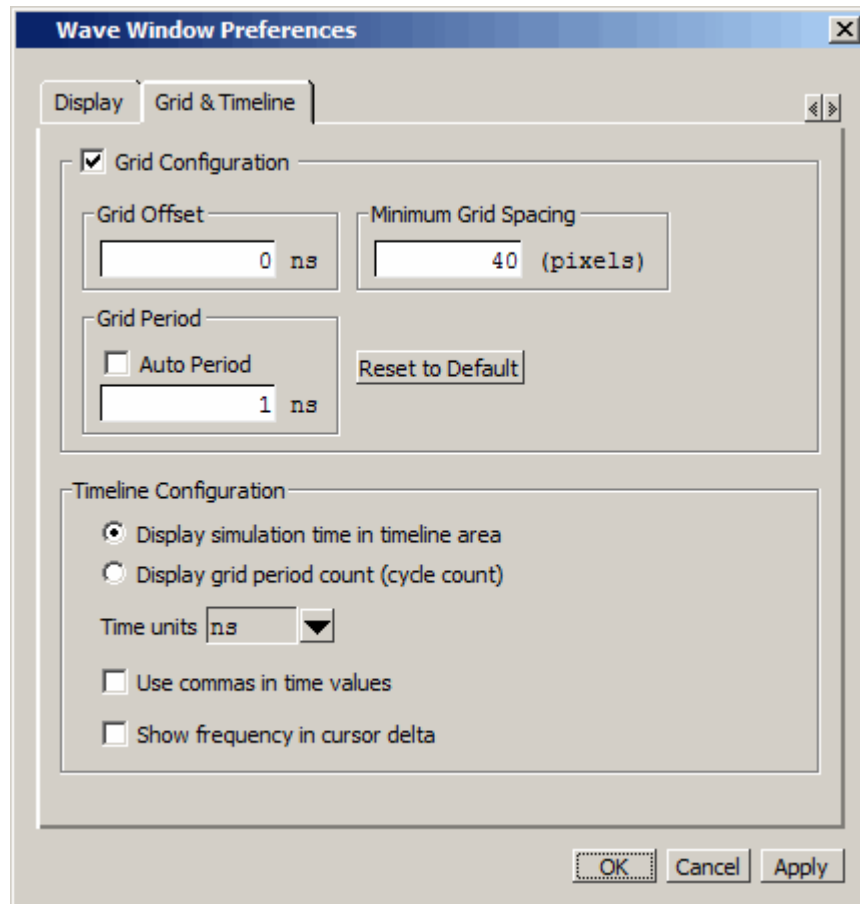 Wave Window Preferences
Display Grid & Timeline
Grid Configuration
Grid Offset Minimum Grid Spacing
0 ns 40 (pixels)
Grid Period
Auto Period Reset to Default
1 ns
Timeline Configuration
Display simulation time in timeline area
Display grid period count (cycle count)
Time units ns
Use commas in time values
Show frequency in cursor delta
OK Cancel Apply